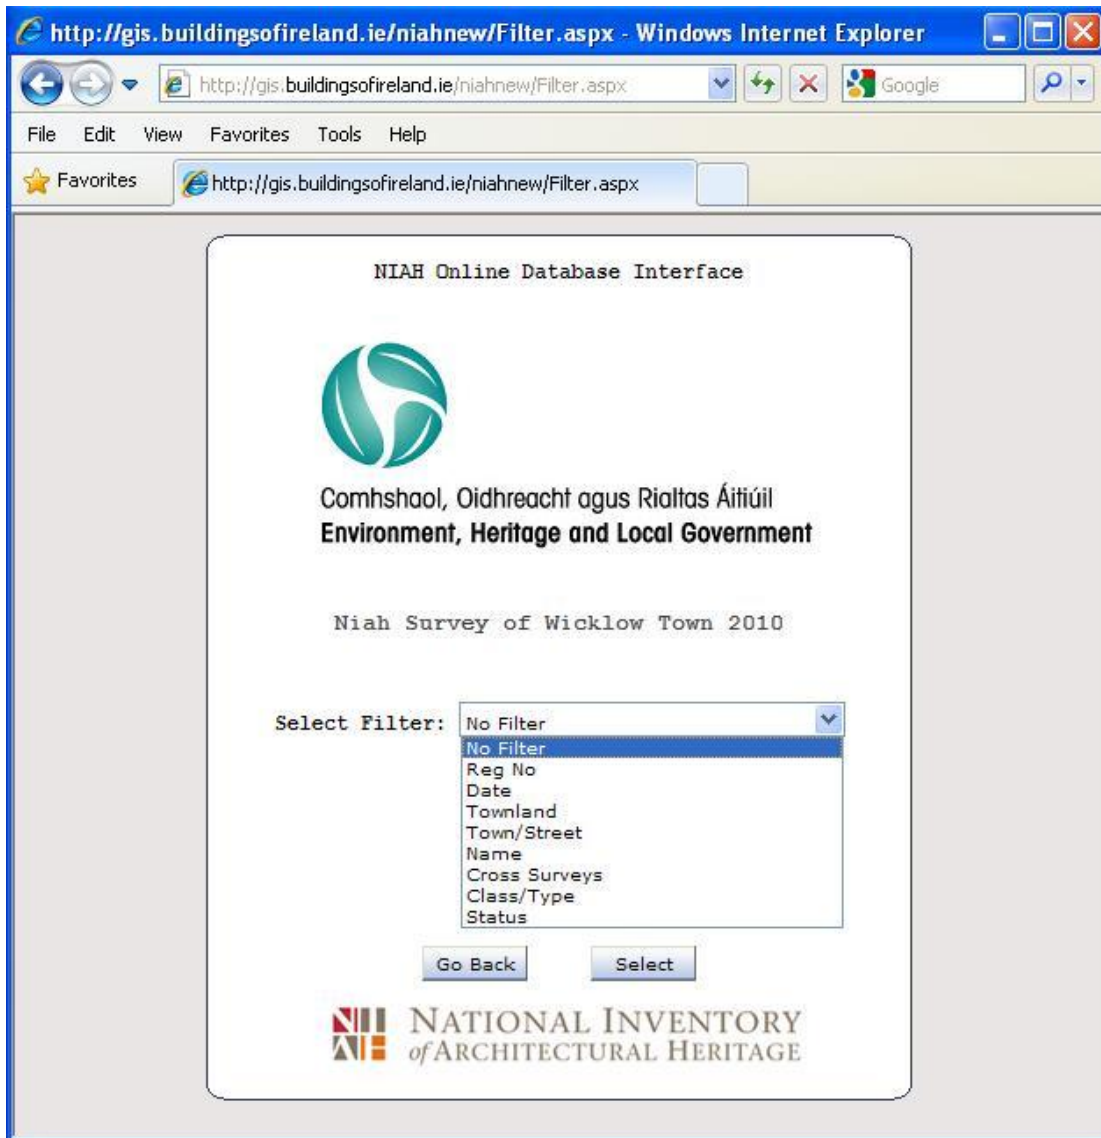 http://gis.buildingsofireland.ie/niahnew/Filter.aspx - Windows Internet Explorer
http://gis.buildingsofireland.ie/niahnew/Filter.aspx
Google
File Edit View Favorites Tools Help
Favorites
http://gis.buildingsofireland.ie/niahnew/Filter.aspx
NIAH Online Database Interface
Comhshaol, Oidhreacht agus Rialtas Áitiúil
Environment, Heritage and Local Government
Niah Survey of Wicklow Town 2010
Select Filter: No Filter
No Filter
Reg No
Date
Townland
Town/Street
Name
Cross Surveys
Class/Type
Status
Go Back Select
NIAH NATIONAL INVENTORY
of ARCHITECTURAL HERITAGE